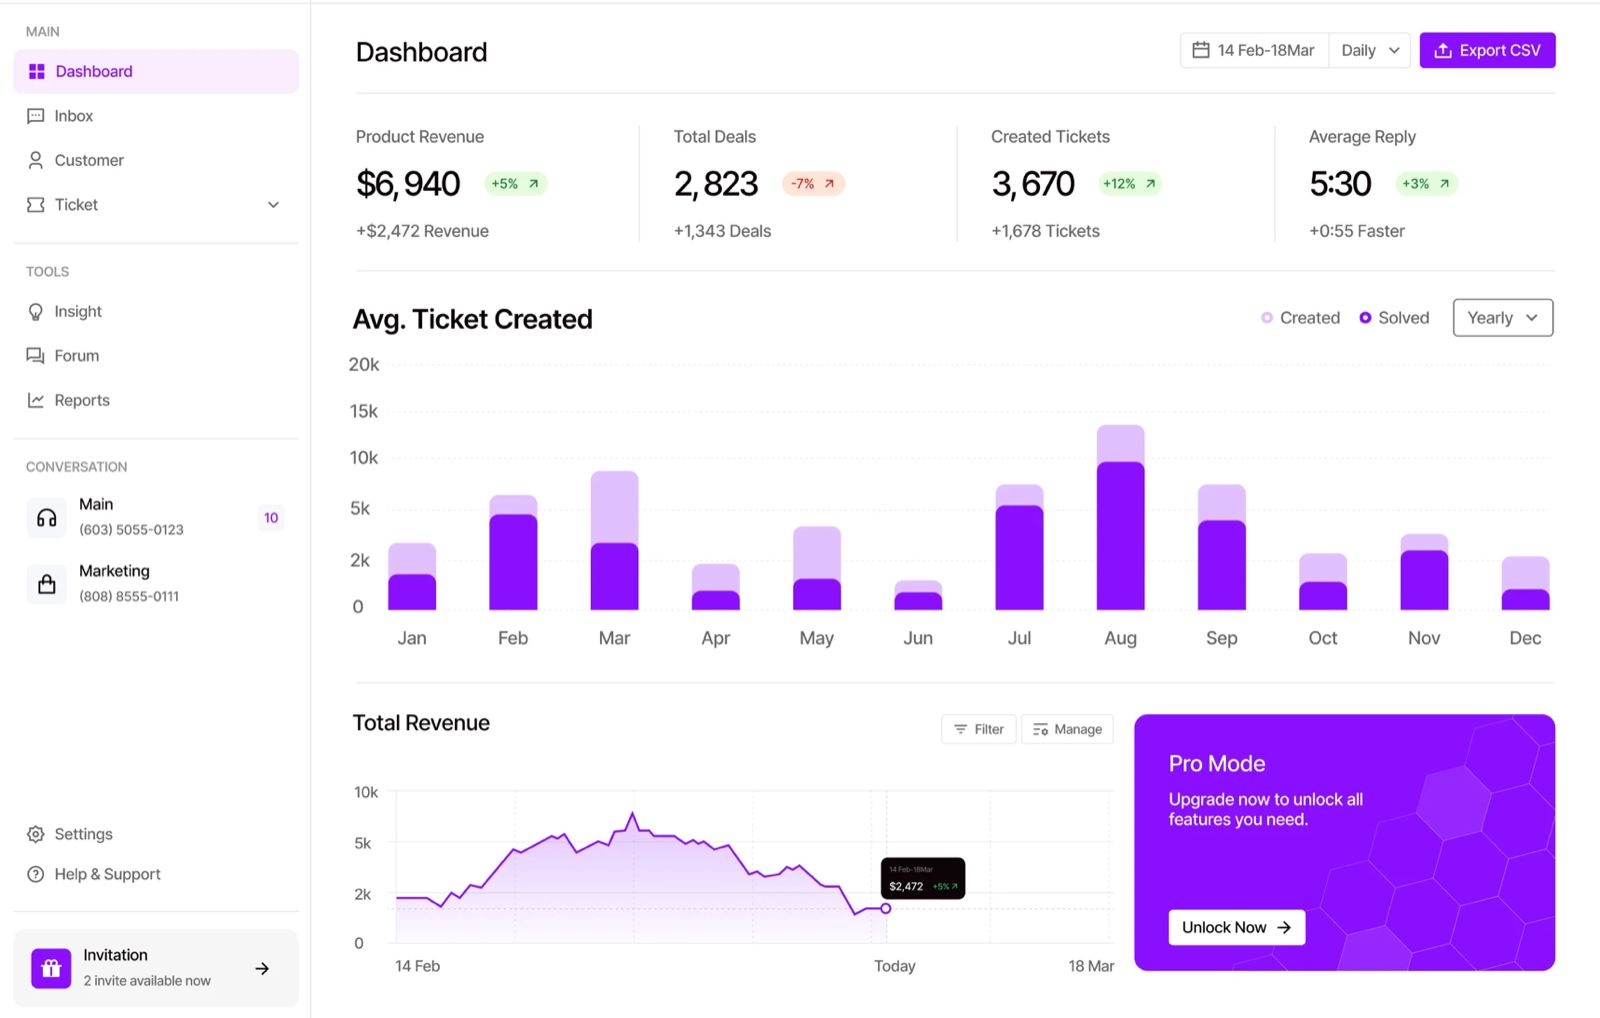 MAIN
Dashboard
Inbox
Customer
Ticket
TOOLS
Insight
Forum
Reports
CONVERSATION
Main
(603) 5055-0123
10
Marketing
(808) 8555-0111
Settings
Help & Support
Invitation
2 invite available now
Dashboard
14 Feb-18Mar
Daily
Export CSV
Product Revenue
$6,940
+5%
+$2,472 Revenue
Total Deals
2,823
-7%
+1,343 Deals
Created Tickets
3,670
+12%
+1,678 Tickets
Average Reply
5:30
+3%
+0:55 Faster
Avg. Ticket Created
Created
Solved
Yearly
20k
15k
10k
5k
2k
0
Jan Feb Mar Apr May Jun Jul Aug Sep Oct Nov Dec
Total Revenue
Filter
Manage
10k
5k
2k
0
14 Feb-18Mar
$2,472 +5%
14 Feb Today 18 Mar
Pro Mode
Upgrade now to unlock all
features you need.
Unlock Now